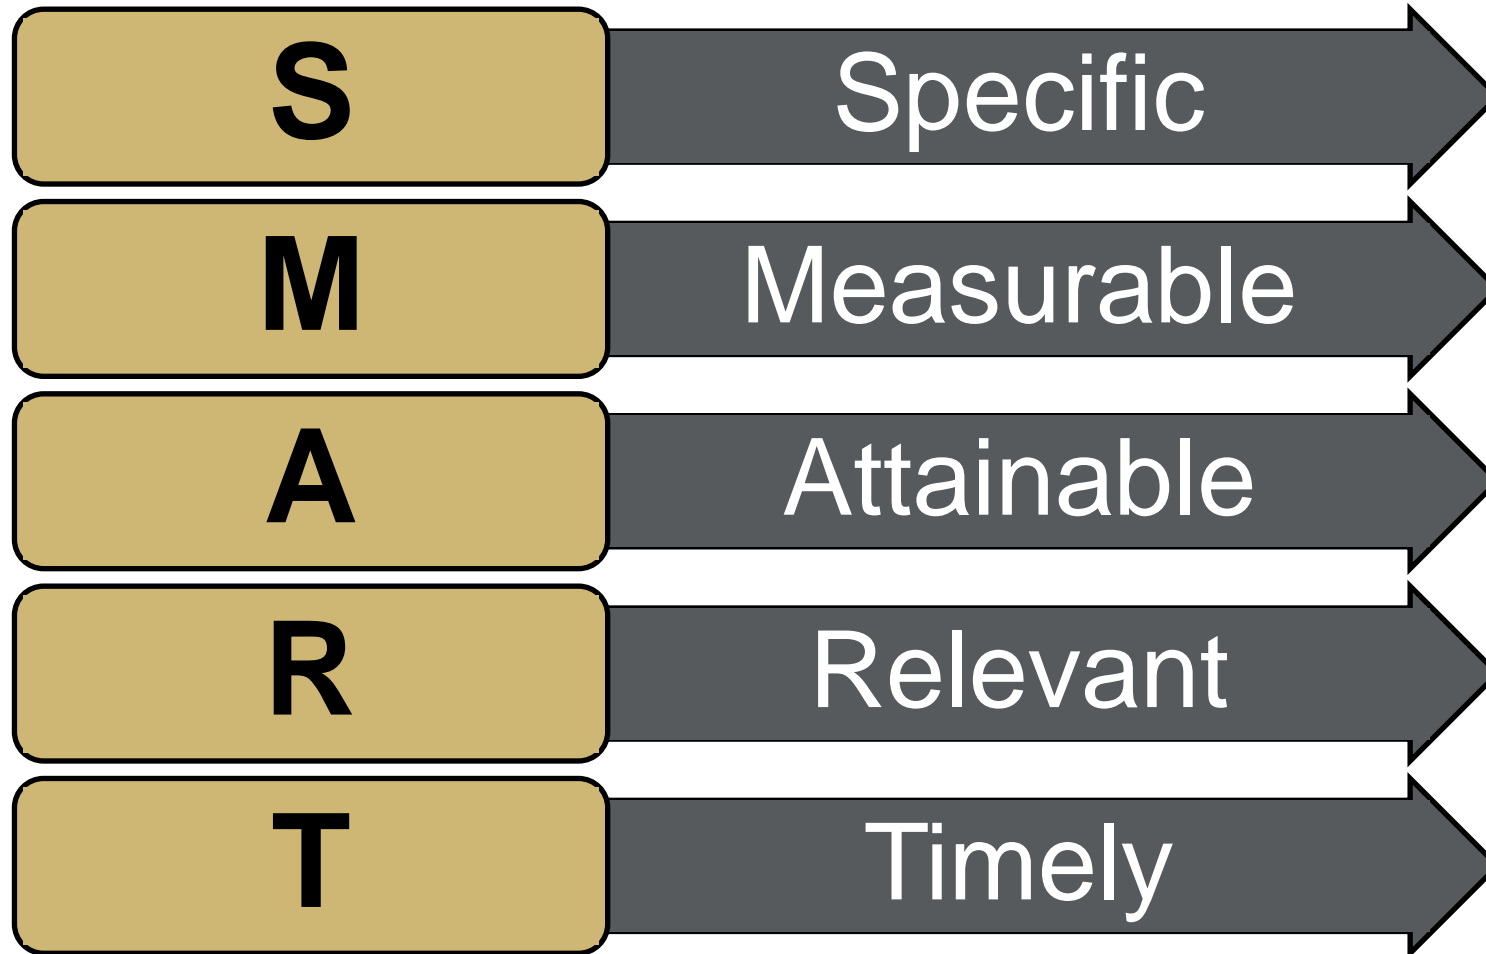 S Specific
M Measurable
A Attainable
R Relevant
T Timely